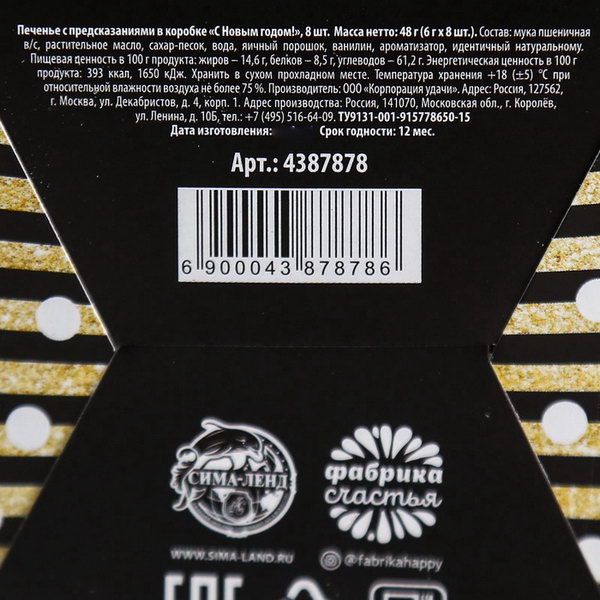 Печенье с предсказаниями в коробке «С Новым годом!», 8 шт. Масса нетто: 48 г (6 г х 8 шт.). Состав: мука пшеничная
в/с, растительное масло, сахар-песок, вода, яичный порошок, ванилин, ароматизатор, идентичный натуральному.
Пищевая ценность в 100 г продукта: жиров – 14,6 г, белков – 8,5 г, углеводов – 61,2 г. Энергетическая ценность в 100 г
продукта: 393 ккал, 1650 кДж. Хранить в сухом прохладном месте. Температура хранения +18 (±5) °С при
относительной влажности воздуха не более 75 %. Производитель: ООО «Корпорация удачи». Адрес: Россия, 127562,
г. Москва, ул. Декабристов, д. 4, корп. 1. Адрес производства: Россия, 141070, Московская обл., г. Королёв,
ул. Ленина, д. 10Б, тел.: +7 (495) 516-64-09. ТУ9131-001-915778650-15
Дата изготовления: Срок годности: 12 мес.
Арт.: 4387878
6 900043 878786
СИМА-ЛЕНД
фабрика
счастья
WWW.SIMA-LAND.RU
@fabrikahappy